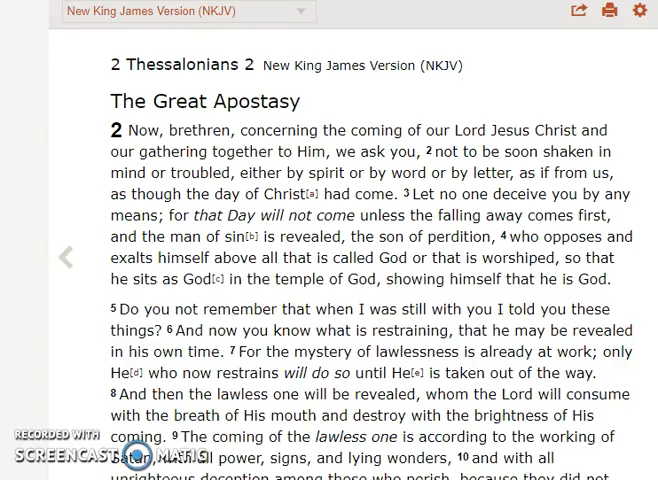 New King James Version (NKJV)
2 Thessalonians 2 New King James Version (NKJV)
The Great Apostasy
2 Now, brethren, concerning the coming of our Lord Jesus Christ and
our gathering together to Him, we ask you, 2 not to be soon shaken in
mind or troubled, either by spirit or by word or by letter, as if from us,
as though the day of Christ[a] had come. 3 Let no one deceive you by any
means; for that Day will not come unless the falling away comes first,
and the man of sin[b] is revealed, the son of perdition, 4 who opposes and
exalts himself above all that is called God or that is worshiped, so that
he sits as God[c] in the temple of God, showing himself that he is God.
5 Do you not remember that when I was still with you I told you these
things? 6 And now you know what is restraining, that he may be revealed
in his own time. 7 For the mystery of lawlessness is already at work; only
He[d] who now restrains will do so until He[e] is taken out of the way.
8 And then the lawless one will be revealed, whom the Lord will consume
with the breath of His mouth and destroy with the brightness of His
coming. 9 The coming of the lawless one is according to the working of
Satan, with all power, signs, and lying wonders, 10 and with all
unrighteous deception among those who perish, because they did not
RECORDED WITH
SCREENCAST MATIC